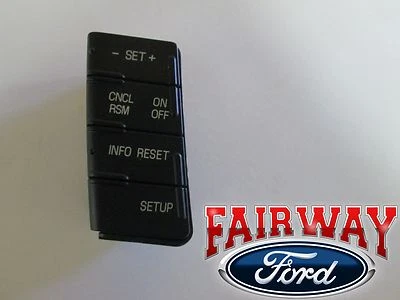 - SET +
CNCL ON
RSM OFF
INFO RESET
SETUP
FAIRWAY
Ford